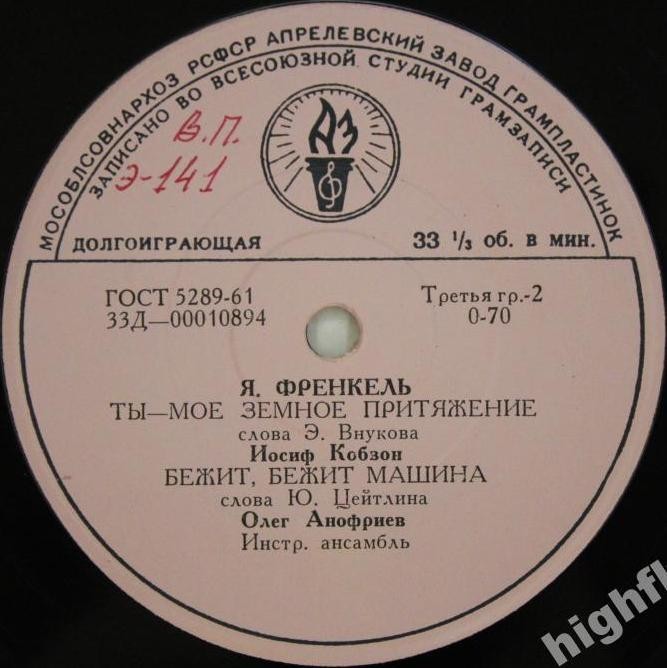 МОСОБЛСОВНАРХОЗ РСФСР АПРЕЛЕВСКИЙ ЗАВОД ГРАМПЛАСТИНОК
ЗАПИСАНО ВО ВСЕСОЮЗНОЙ СТУДИИ ГРАМЗАПИСИ
В.П.
Э-141
АЗ
ДОЛГОИГРАЮЩАЯ 33 1/3 об. в мин.
ГОСТ 5289-61 Третья гр.-2
33Д—00010894 0-70
Я. ФРЕНКЕЛЬ
ТЫ—МОЕ ЗЕМНОЕ ПРИТЯЖЕНИЕ
слова Э. Внукова
Иосиф Кобзон
БЕЖИТ, БЕЖИТ МАШИНА
слова Ю. Цейтлина
Олег Анофриев
Инстр. ансамбль